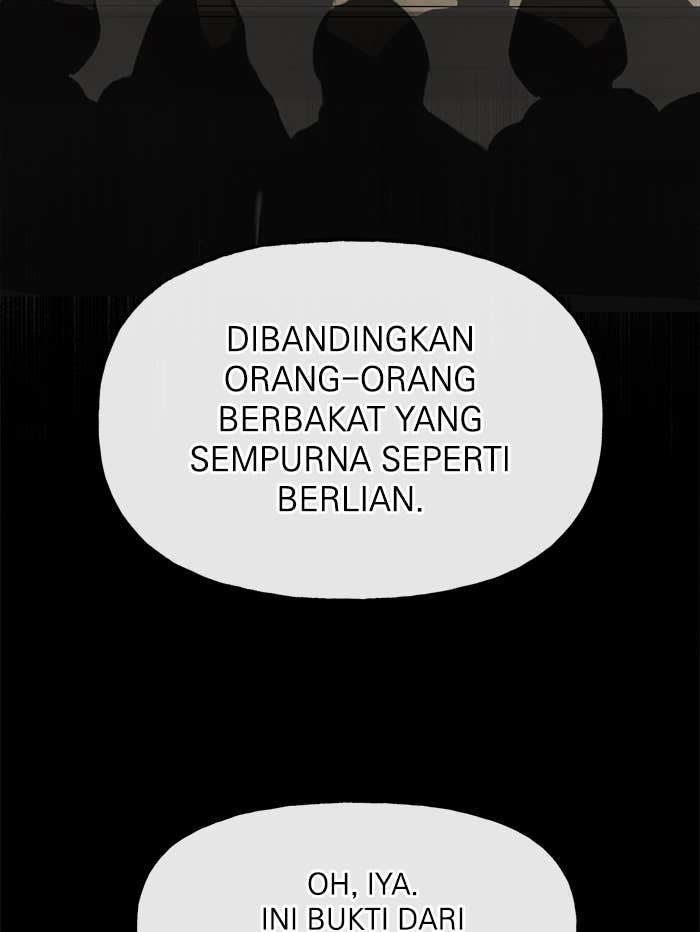 DIBANDINGKAN
ORANG-ORANG
BERBAKAT YANG
SEMPURNA SEPERTI
BERLIAN.
OH, IYA.
INI BUKTI DARI